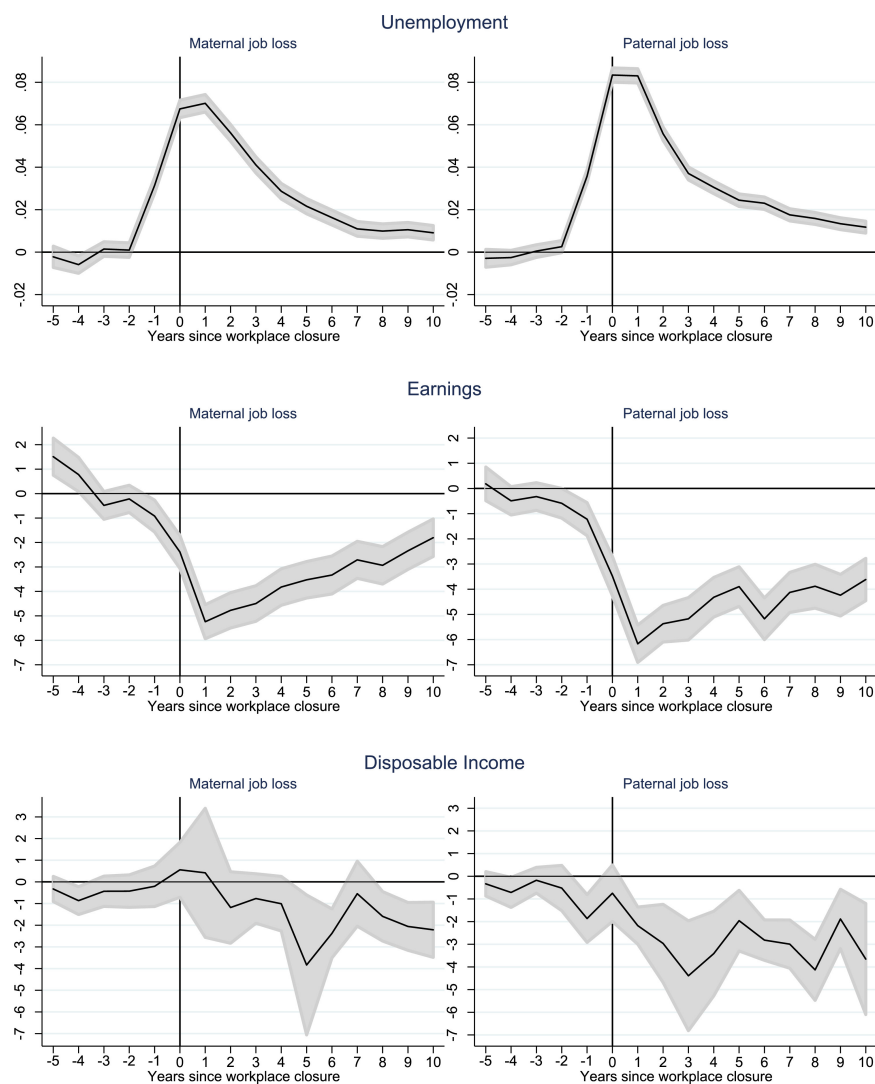 Unemployment
Maternal job loss Paternal job loss
.08 .08
.06 .06
.04 .04
.02 .02
0 0
-.02 -.02
-5 -4 -3 -2 -1 0 1 2 3 4 5 6 7 8 9 10 -5 -4 -3 -2 -1 0 1 2 3 4 5 6 7 8 9 10
Years since workplace closure Years since workplace closure
Earnings
Maternal job loss Paternal job loss
2 2
1 1
0 0
-1 -1
-2 -2
-3 -3
-4 -4
-5 -5
-6 -6
-7 -7
-5 -4 -3 -2 -1 0 1 2 3 4 5 6 7 8 9 10 -5 -4 -3 -2 -1 0 1 2 3 4 5 6 7 8 9 10
Years since workplace closure Years since workplace closure
Disposable Income
Maternal job loss Paternal job loss
3 3
2 2
1 1
0 0
-1 -1
-2 -2
-3 -3
-4 -4
-5 -5
-6 -6
-7 -7
-5 -4 -3 -2 -1 0 1 2 3 4 5 6 7 8 9 10 -5 -4 -3 -2 -1 0 1 2 3 4 5 6 7 8 9 10
Years since workplace closure Years since workplace closure